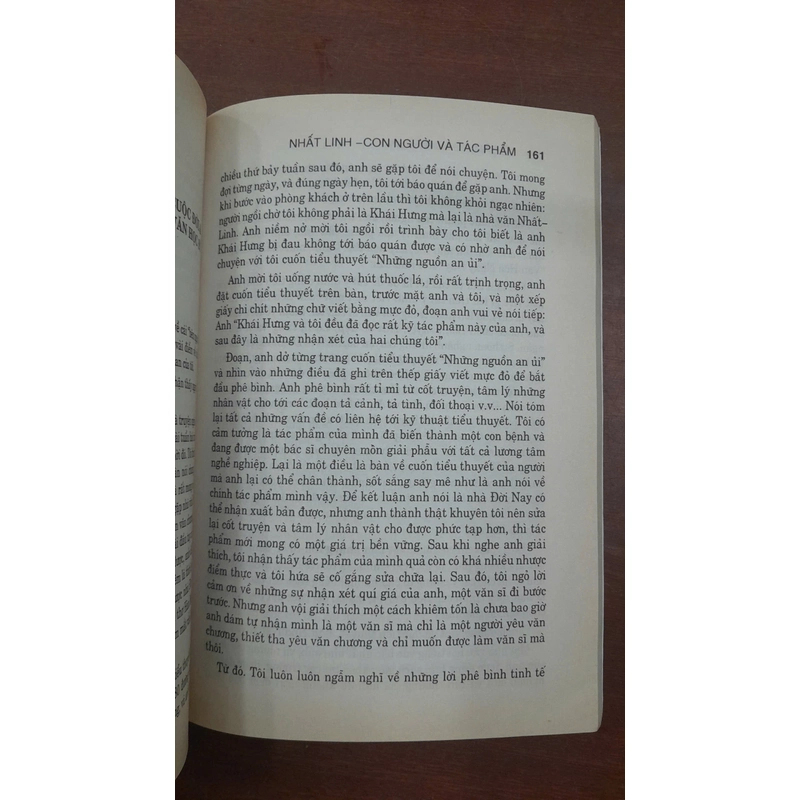 NHẤT LINH –CON NGƯỜI VÀ TÁC PHẨM 161
chiều thứ bảy tuần sau đó, anh sẽ gặp tôi để nói chuyện. Tôi mong
đợi từng ngày, và đúng ngày hẹn, tôi tới báo quán để gặp anh. Nhưng
khi bước vào phòng khách ở trên lầu thì tôi không khỏi ngạc nhiên:
người ngồi chờ tôi không phải là Khái Hưng mà lại là nhà văn Nhất–
Linh. Anh niềm nở mời tôi ngồi rồi trình bày cho tôi biết là anh
Khái Hưng bị đau không tới báo quán được và có nhờ anh để nói
chuyện với tôi cuốn tiểu thuyết “Những nguồn an ủi”.
Anh mời tôi uống nước và hút thuốc lá, rồi rất trịnh trọng, anh
đặt cuốn tiểu thuyết trên bàn, trước mặt anh và tôi, và một xếp
giấy chi chít những chữ viết bằng mực đỏ, đoạn anh vui vẻ nói tiếp:
Anh “Khái Hưng và tôi đều đã đọc rất kỹ tác phẩm này của anh, và
sau đây là những nhận xét của hai chúng tôi”.
Đoạn, anh dở từng trang cuốn tiểu thuyết “Những nguồn an ủi”
và nhìn vào những điều đã ghi trên thếp giấy viết mực đỏ để bắt
đầu phê bình. Anh phê bình rất tỉ mỉ từ cốt truyện, tâm lý những
nhân vật cho tới các đoạn tả cảnh, tả tình, đối thoại v.v... Nói tóm
lại tất cả những vấn đề có liên hệ tới kỹ thuật tiểu thuyết. Tôi có
cảm tưởng là tác phẩm của mình đã biến thành một con bệnh và
đang được một bác sĩ chuyên môn giải phẫu với tất cả lương tâm
nghề nghiệp. Lại là một điều là bàn về cuốn tiểu thuyết của người
mà anh lại có thể chân thành, sốt sắng say mê như là anh nói về
chính tác phẩm mình vậy. Để kết luận anh nói là nhà Đời Nay có
thể nhận xuất bản được, nhưng anh thành thật khuyên tôi nên sửa
lại cốt truyện và tâm lý nhân vật cho được phức tạp hơn, thì tác
phẩm mới mong có một giá trị bền vững. Sau khi nghe anh giải
thích, tôi nhận thấy tác phẩm của mình quả còn có khá nhiều nhược
điểm thực và tôi hứa sẽ cố gắng sửa chữa lại. Sau đó, tôi ngỏ lời
cảm ơn về những sự nhận xét quí giá của anh, một văn sĩ đi bước
trước. Nhưng anh vội giải thích một cách khiêm tốn là chưa bao giờ
anh dám tự nhận mình là một văn sĩ mà chỉ là một người yêu văn
chương, thiết tha yêu văn chương và chỉ muốn được làm văn sĩ mà
thôi.
Từ đó. Tôi luôn luôn ngẫm nghĩ về những lời phê bình tinh tế